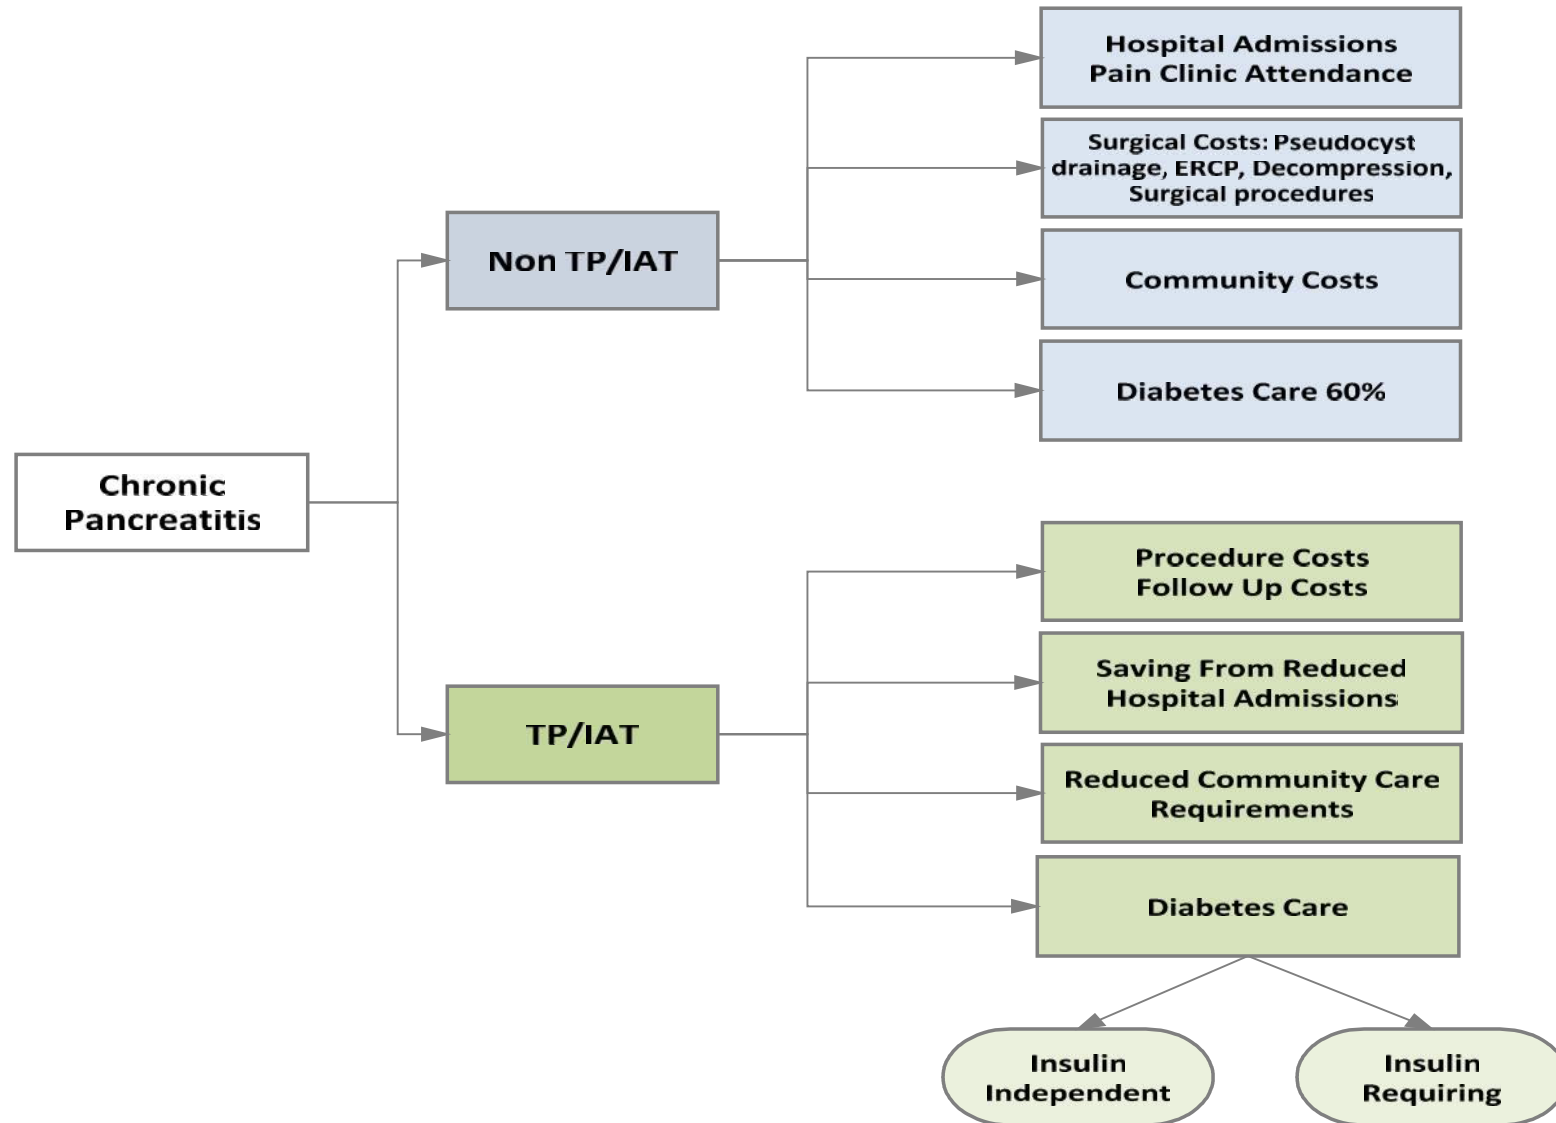 Hospital Admissions
Pain Clinic Attendance
Surgical Costs: Pseudocyst
drainage, ERCP, Decompression,
Surgical procedures
Non TP/IAT
Community Costs
Diabetes Care 60%
Chronic
Pancreatitis
Procedure Costs
Follow Up Costs
Saving From Reduced
Hospital Admissions
TP/IAT
Reduced Community Care
Requirements
Diabetes Care
Insulin
Independent
Insulin
Requiring